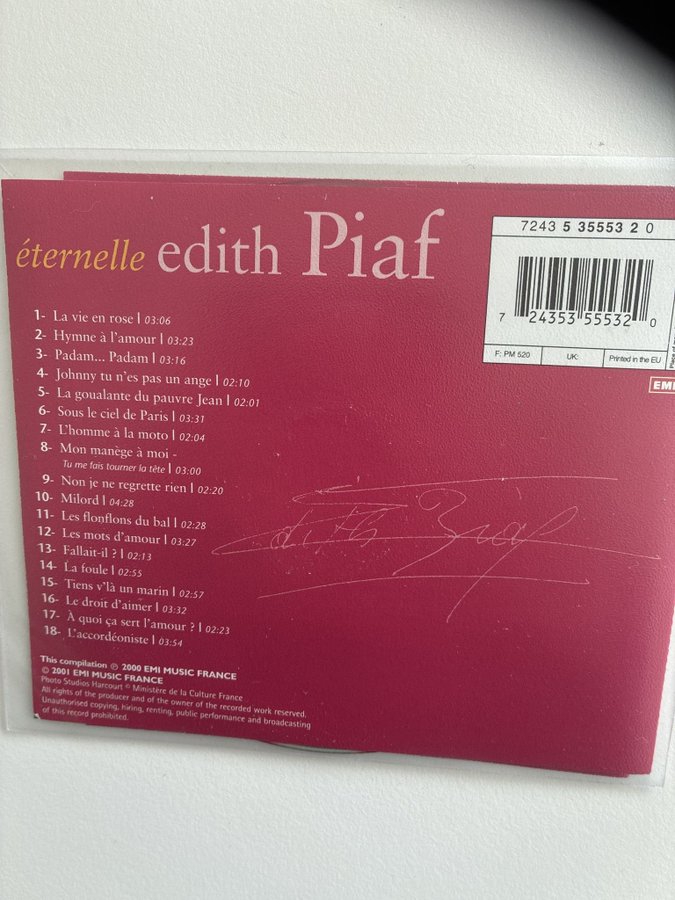 éternelle edith Piaf
7243 5 35553 2 0
7 24353 55532 0
F: PM 520
UK:
Printed in the EU
EMI
1- La vie en rose | 03:06
2- Hymne à l'amour | 03:23
3- Padam... Padam | 03:16
4- Johnny tu n'es pas un ange | 02:10
5- La goualante du pauvre Jean | 02:01
6- Sous le ciel de Paris | 03:31
7- L'homme à la moto | 02:04
8- Mon manège à moi -
Tu me fais tourner la tête | 03:00
9- Non je ne regrette rien | 02:20
10- Milord | 04:28
11- Les flonflons du bal | 02:28
12- Les mots d'amour | 03:27
13- Fallait-il ? | 02:13
14- La foule | 02:55
15- Tiens v'là un marin | 02:57
16- Le droit d'aimer | 03:32
17- À quoi ça sert l'amour ? | 02:23
18- L'accordéoniste | 03:54
Edith Piaf
This compilation ℗ 2000 EMI MUSIC FRANCE
© 2001 EMI MUSIC FRANCE
Photo Studios Harcourt © Ministère de la Culture France
All rights of the producer and of the owner of the recorded work reserved.
Unauthorised copying, hiring, renting, public performance and broadcasting
of this record prohibited.